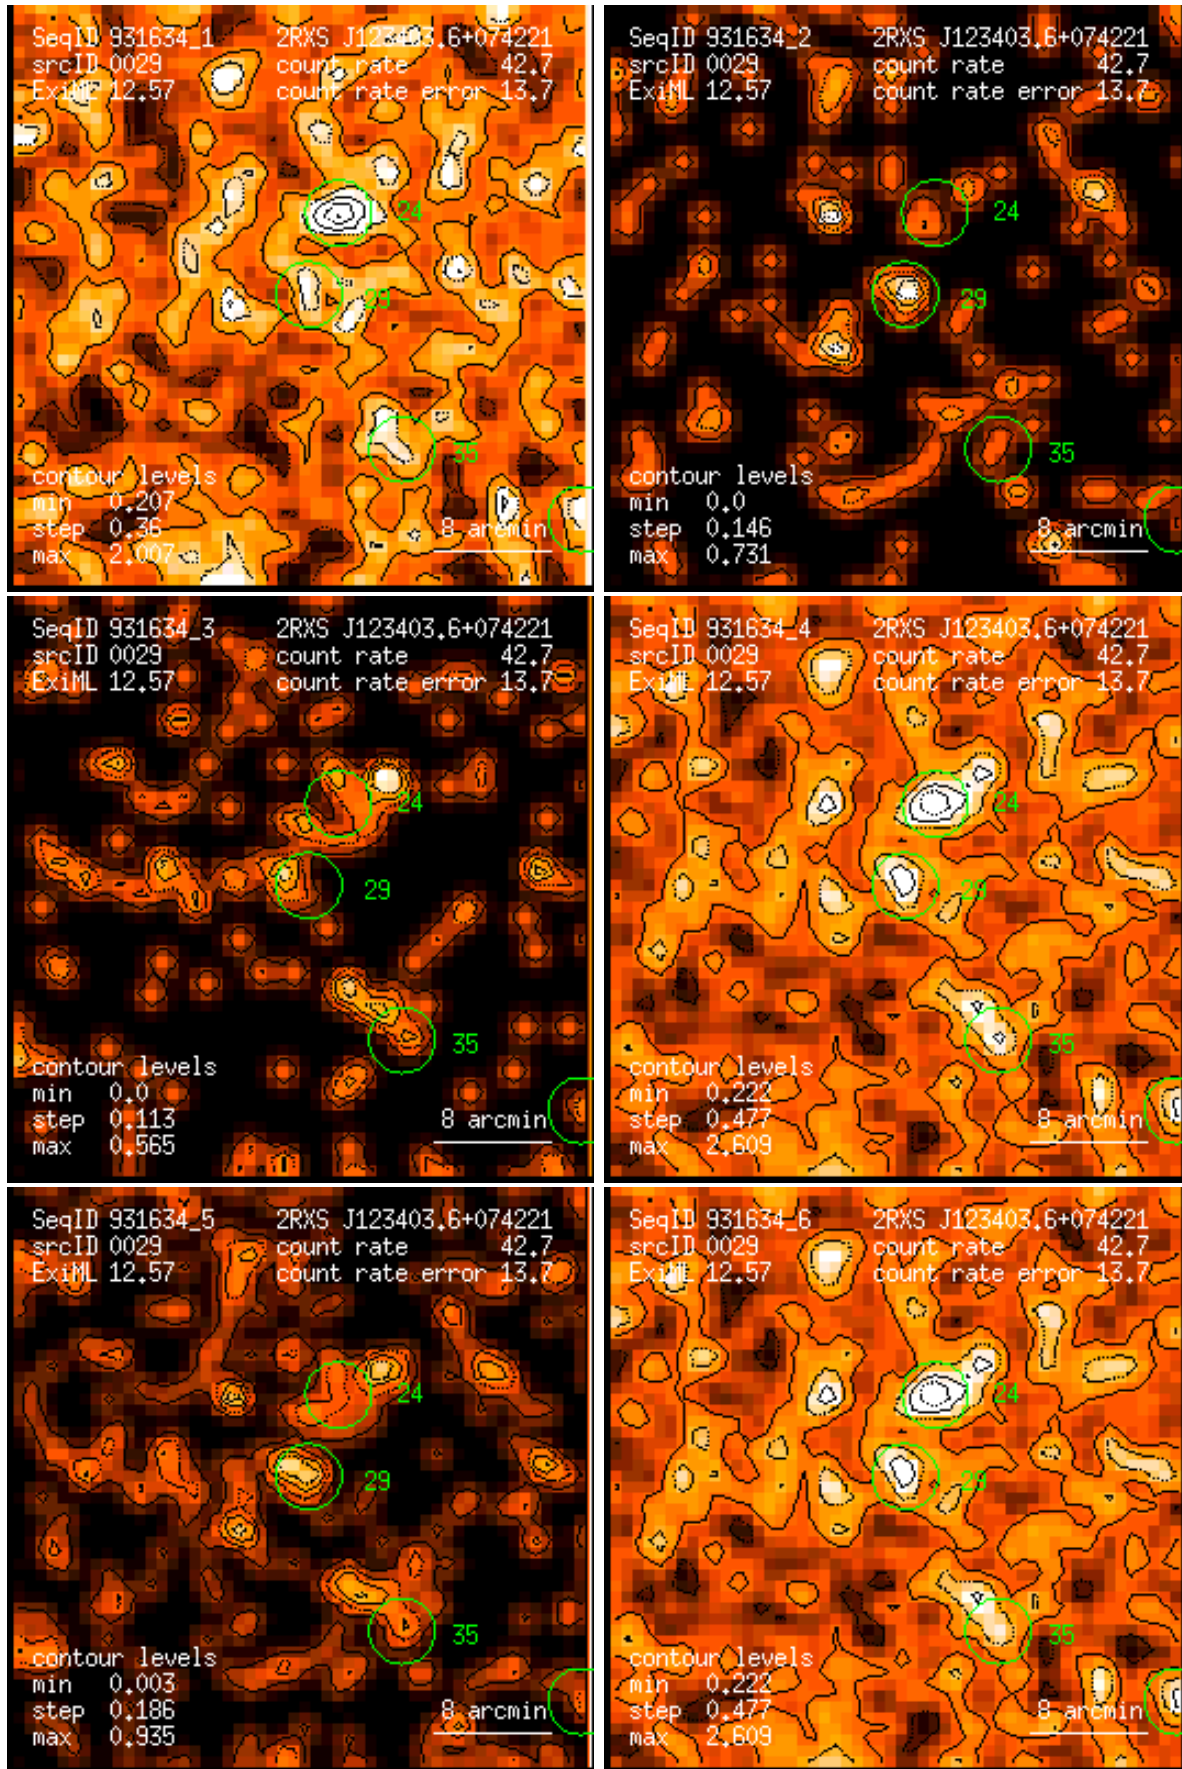 SeqID 931634_1 2RXS J123403.6+074221
srcID 0029 count rate 42.7
ExiML 12.57 count rate error 13.7
24
29
35
contour levels
min 0.207
step 0.36 8 arcmin
max 2.007
SeqID 931634_2 2RXS J123403.6+074221
srcID 0029 count rate 42.7
ExiML 12.57 count rate error 13.7
24
29
35
contour levels
min 0.0
step 0.146 8 arcmin
max 0.731
SeqID 931634_3 2RXS J123403.6+074221
srcID 0029 count rate 42.7
ExiML 12.57 count rate error 13.7
24
29
35
contour levels
min 0.0
step 0.113 8 arcmin
max 0.565
SeqID 931634_4 2RXS J123403.6+074221
srcID 0029 count rate 42.7
ExiML 12.57 count rate error 13.7
24
29
35
contour levels
min 0.222
step 0.477 8 arcmin
max 2.609
SeqID 931634_5 2RXS J123403.6+074221
srcID 0029 count rate 42.7
ExiML 12.57 count rate error 13.7
24
29
35
contour levels
min 0.003
step 0.186 8 arcmin
max 0.935
SeqID 931634_6 2RXS J123403.6+074221
srcID 0029 count rate 42.7
ExiML 12.57 count rate error 13.7
24
29
35
contour levels
min 0.222
step 0.477 8 arcmin
max 2.609